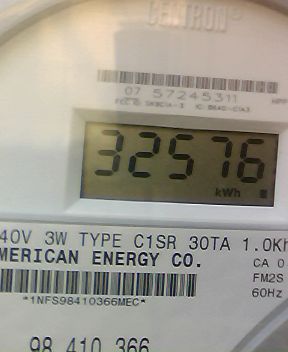 CENTRON®
07 57245311
32576
kWh
40V 3W TYPE C1SR 30TA 1.0Kh
MERICAN ENERGY CO.
CA 0
FM2S
60Hz
*1NFS98410366MEC*
98 410 366